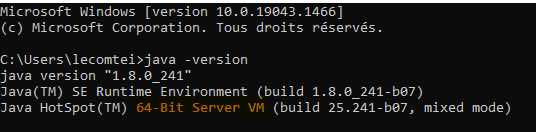 Microsoft Windows [version 10.0.19043.1466]
(c) Microsoft Corporation. Tous droits réservés.
C:\Users\lecomtei>java -version
java version "1.8.0_241"
Java(TM) SE Runtime Environment (build 1.8.0_241-b07)
Java HotSpot(TM) 64-Bit Server VM (build 25.241-b07, mixed mode)